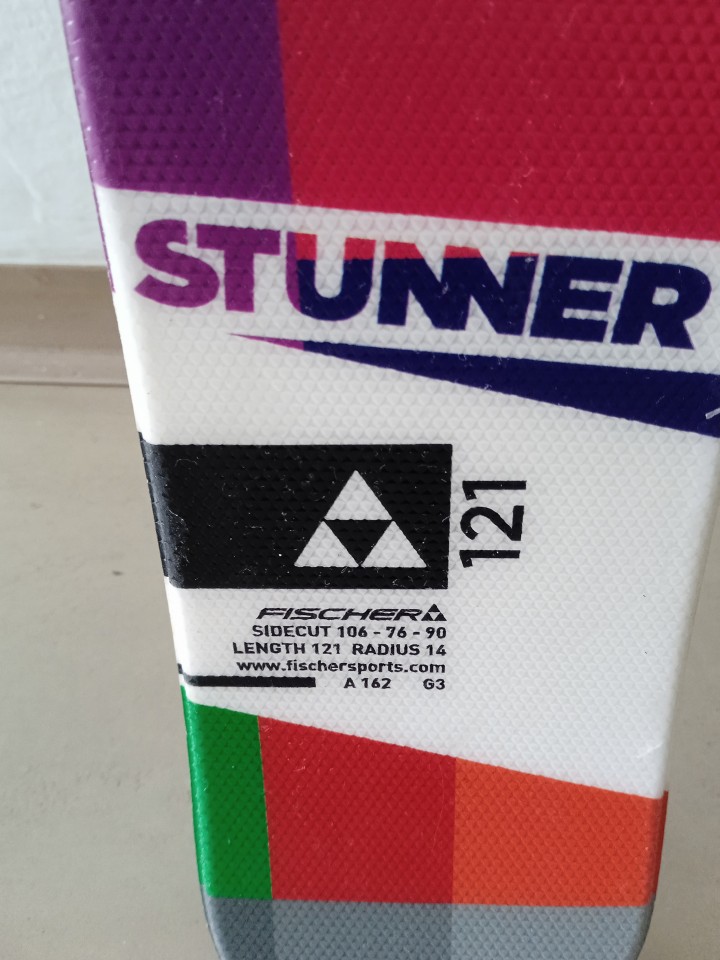 STUNNER
121
FISCHER
SIDECUT 106 - 76 - 90
LENGTH 121 RADIUS 14
www.fischersports.com
A 162 G3